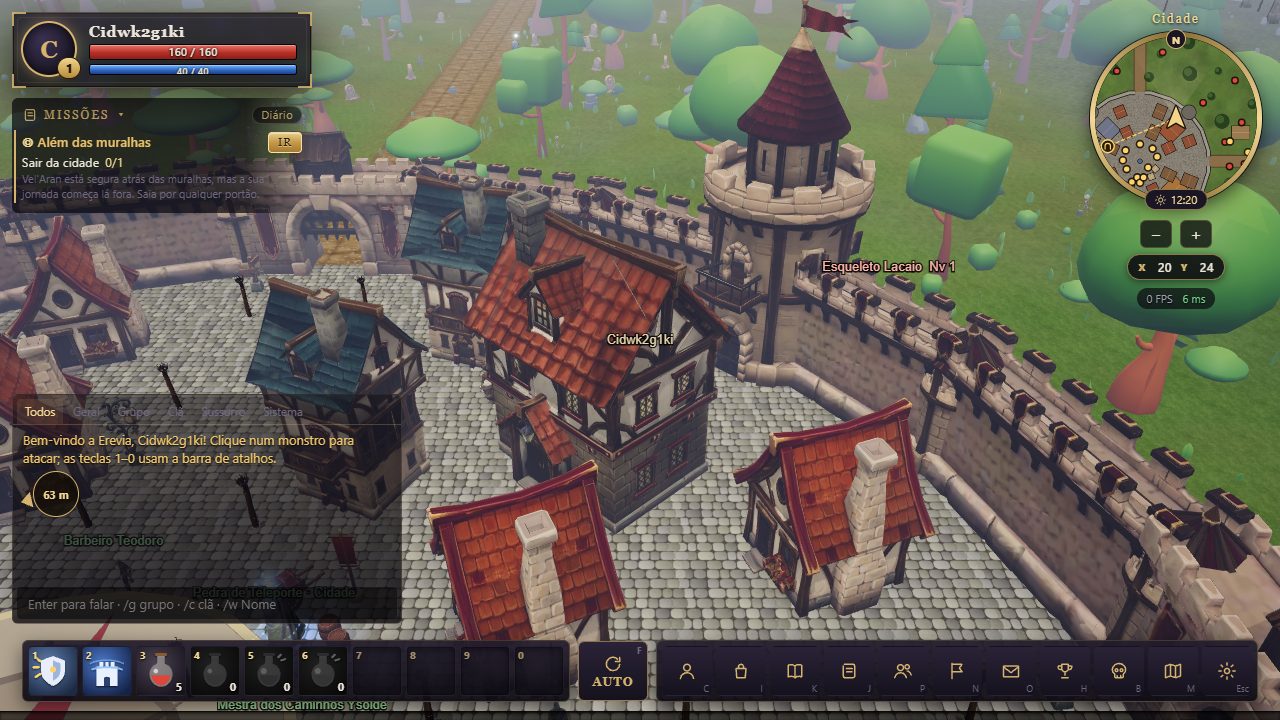 Cidwk2g1ki
C
1
160 / 160
40 / 40
MISSÕES
Diário
Além das muralhas
IR
Sair da cidade 0/1
Vel'Aran está segura atrás das muralhas, mas a sua
jornada começa lá fora. Saia por qualquer portão.
Cidade
N
12:20
− +
X 20 Y 24
0 FPS 6 ms
Esqueleto Lacaio Nv 1
Cidwk2g1ki
Todos Geral Grupo Clã Sussurro Sistema
Bem-vindo a Erevia, Cidwk2g1ki! Clique num monstro para
atacar; as teclas 1–0 usam a barra de atalhos.
63 m
Barbeiro Teodoro
Pedra de Teleporte - Cidade
Enter para falar · /g grupo · /c clã · /w Nome
1 2 3 4 5 6 7 8 9 0
5 0 0 0
F
AUTO
C I K J P N O H B M Esc
Mestra dos Caminhos Ysolde